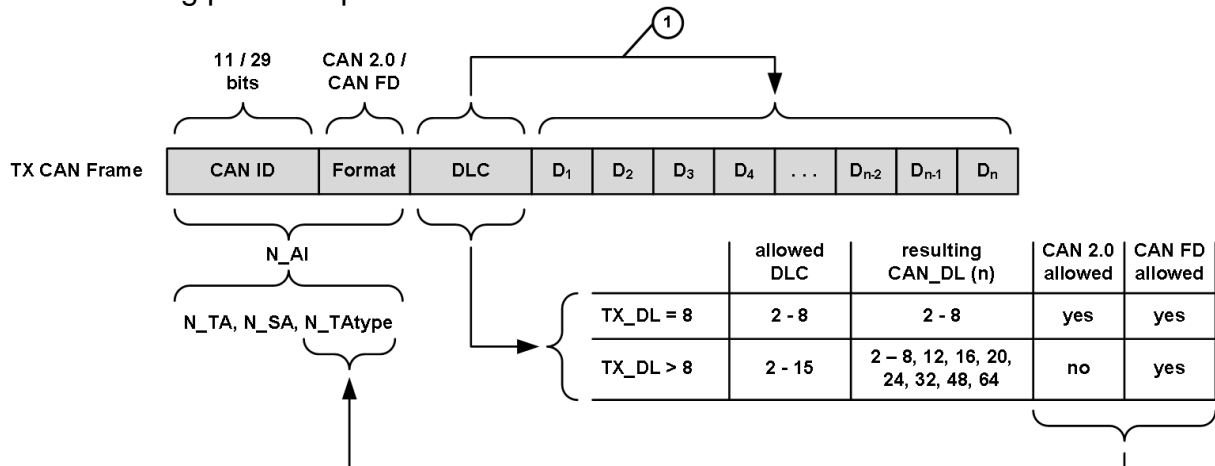 1
11 / 29 bits
CAN 2.0 / CAN FD
TX CAN Frame CAN ID Format DLC D1 D2 D3 D4 . . . Dn-2 Dn-1 Dn
N_AI
N_TA, N_SA, N_TAtype
allowed DLC resulting CAN_DL (n) CAN 2.0 allowed CAN FD allowed
TX_DL = 8 2 - 8 2 - 8 yes yes
TX_DL > 8 2 - 15 2 – 8, 12, 16, 20, 24, 32, 48, 64 no yes